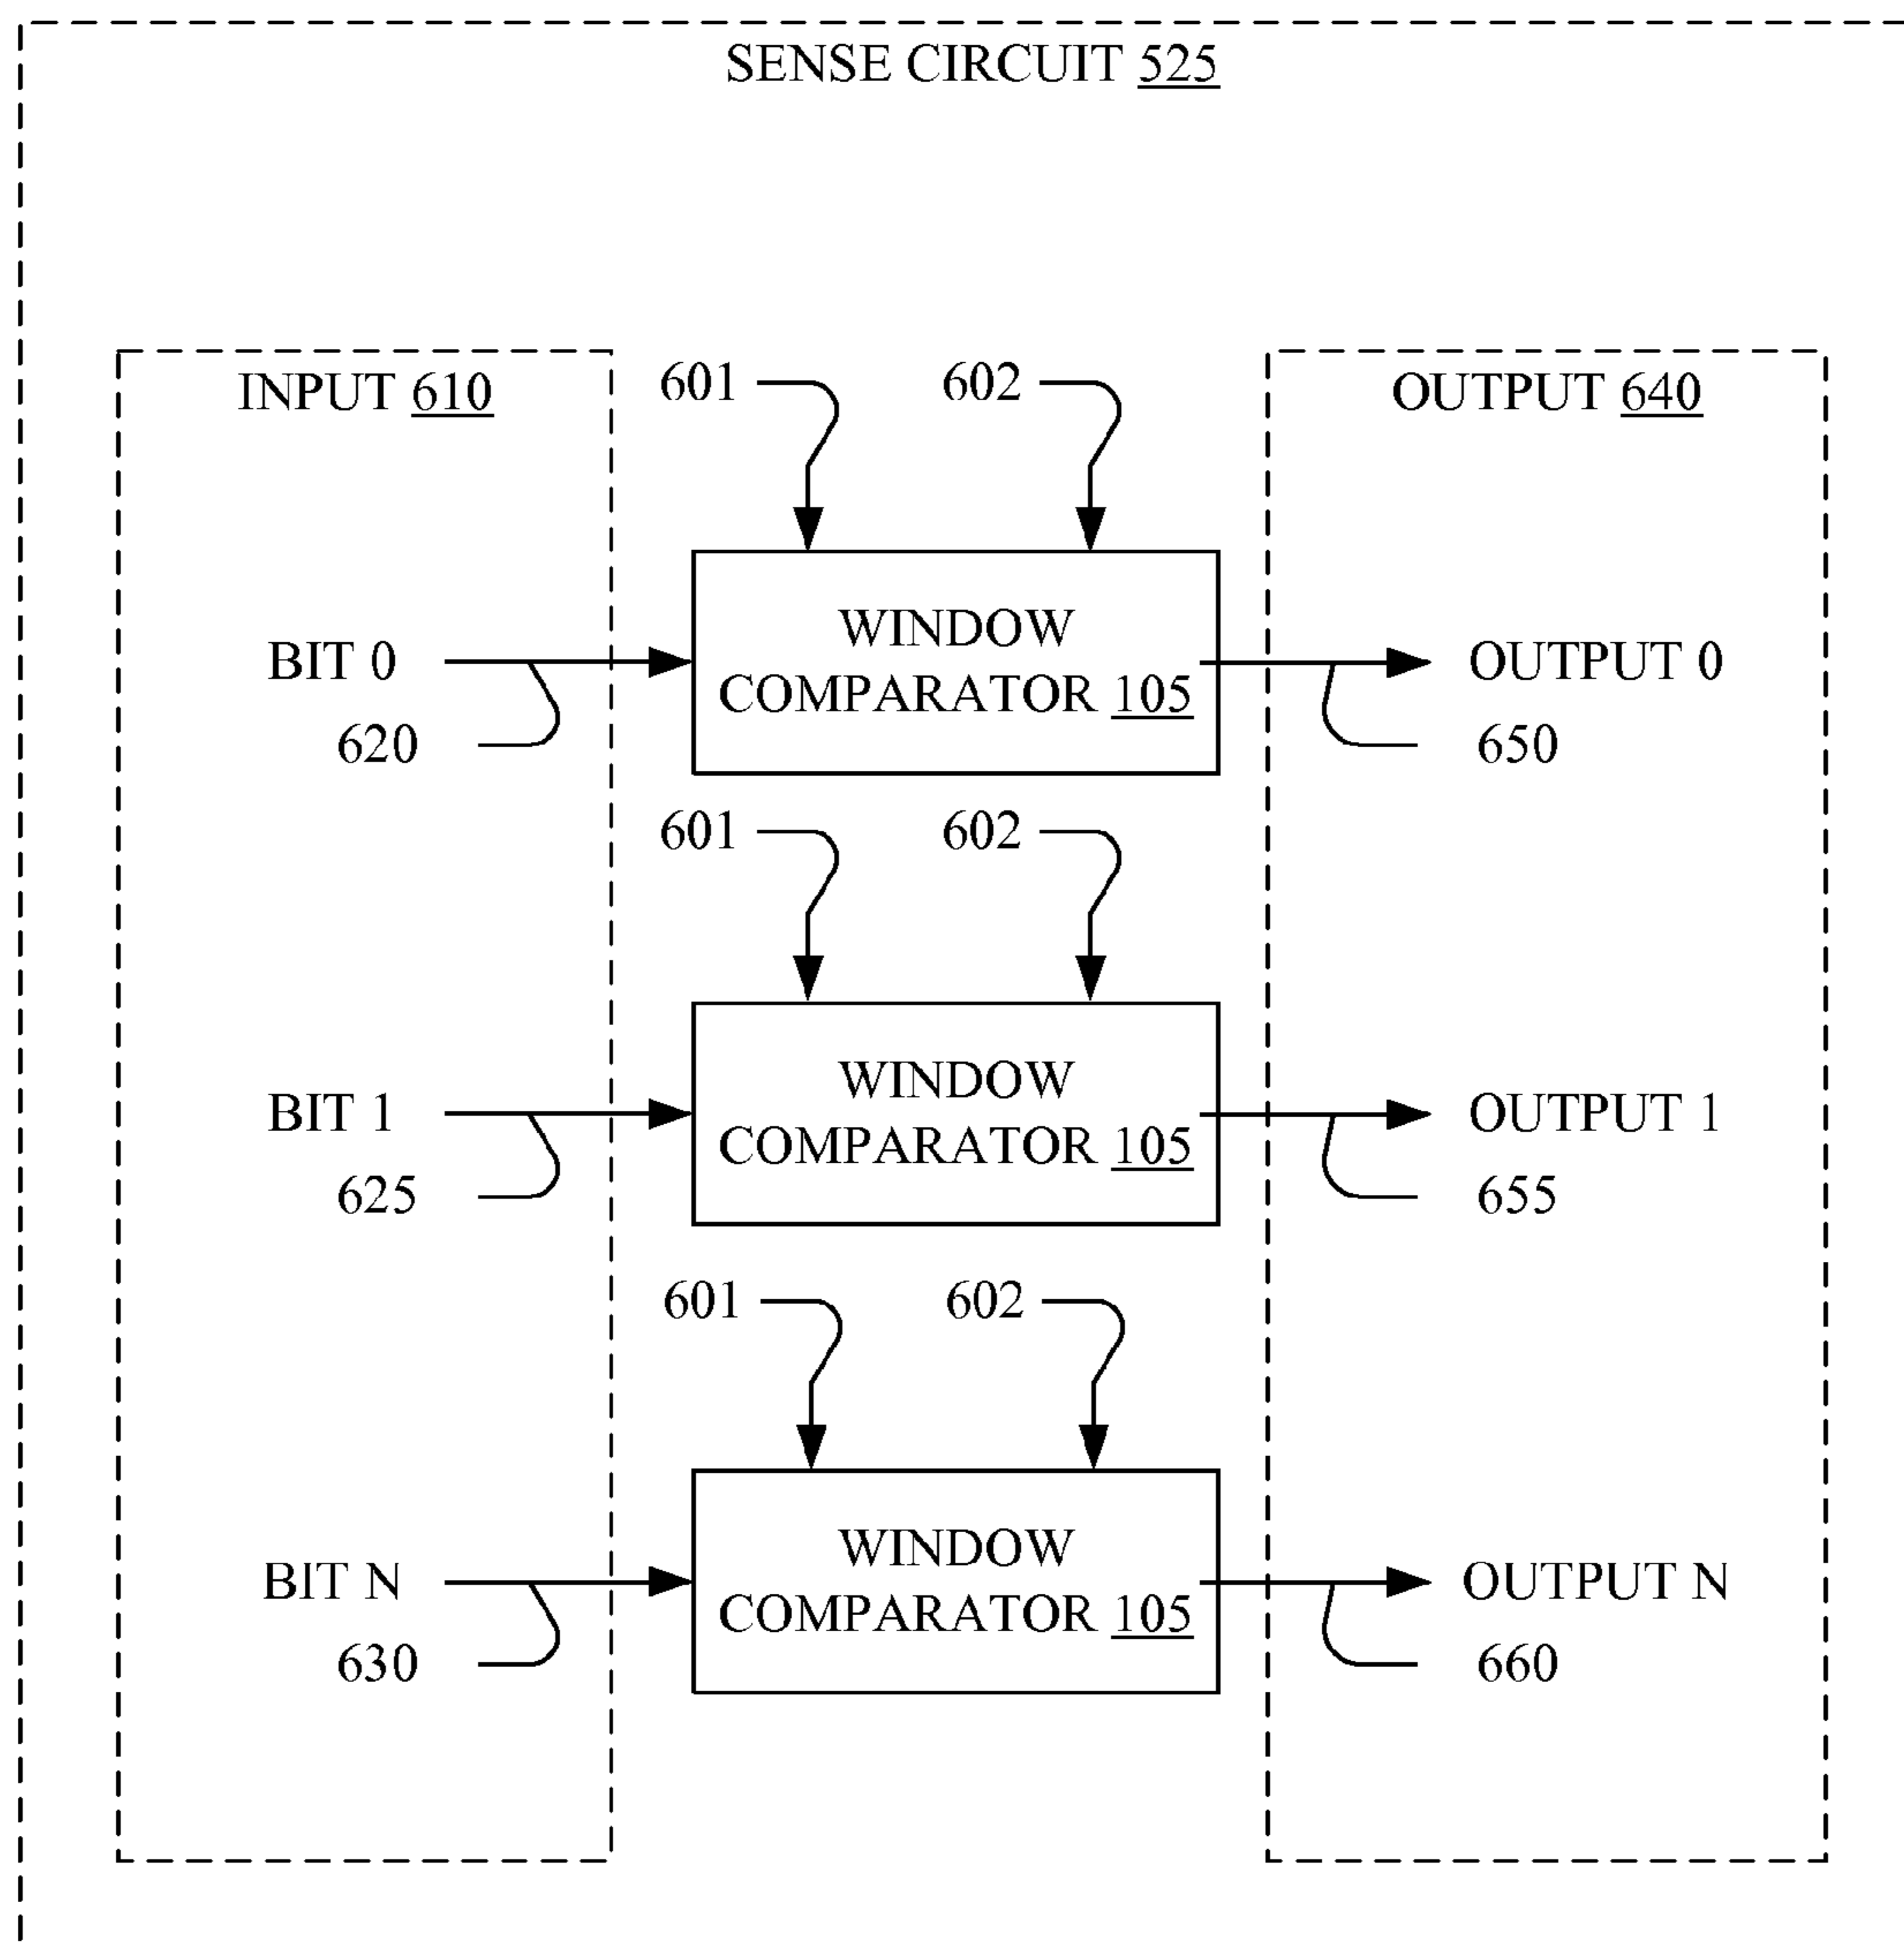 SENSE CIRCUIT 525
INPUT 610
601
602
OUTPUT 640
BIT 0
WINDOW
COMPARATOR 105
OUTPUT 0
620
650
601
602
BIT 1
WINDOW
COMPARATOR 105
OUTPUT 1
625
655
601
602
BIT N
WINDOW
COMPARATOR 105
OUTPUT N
630
660